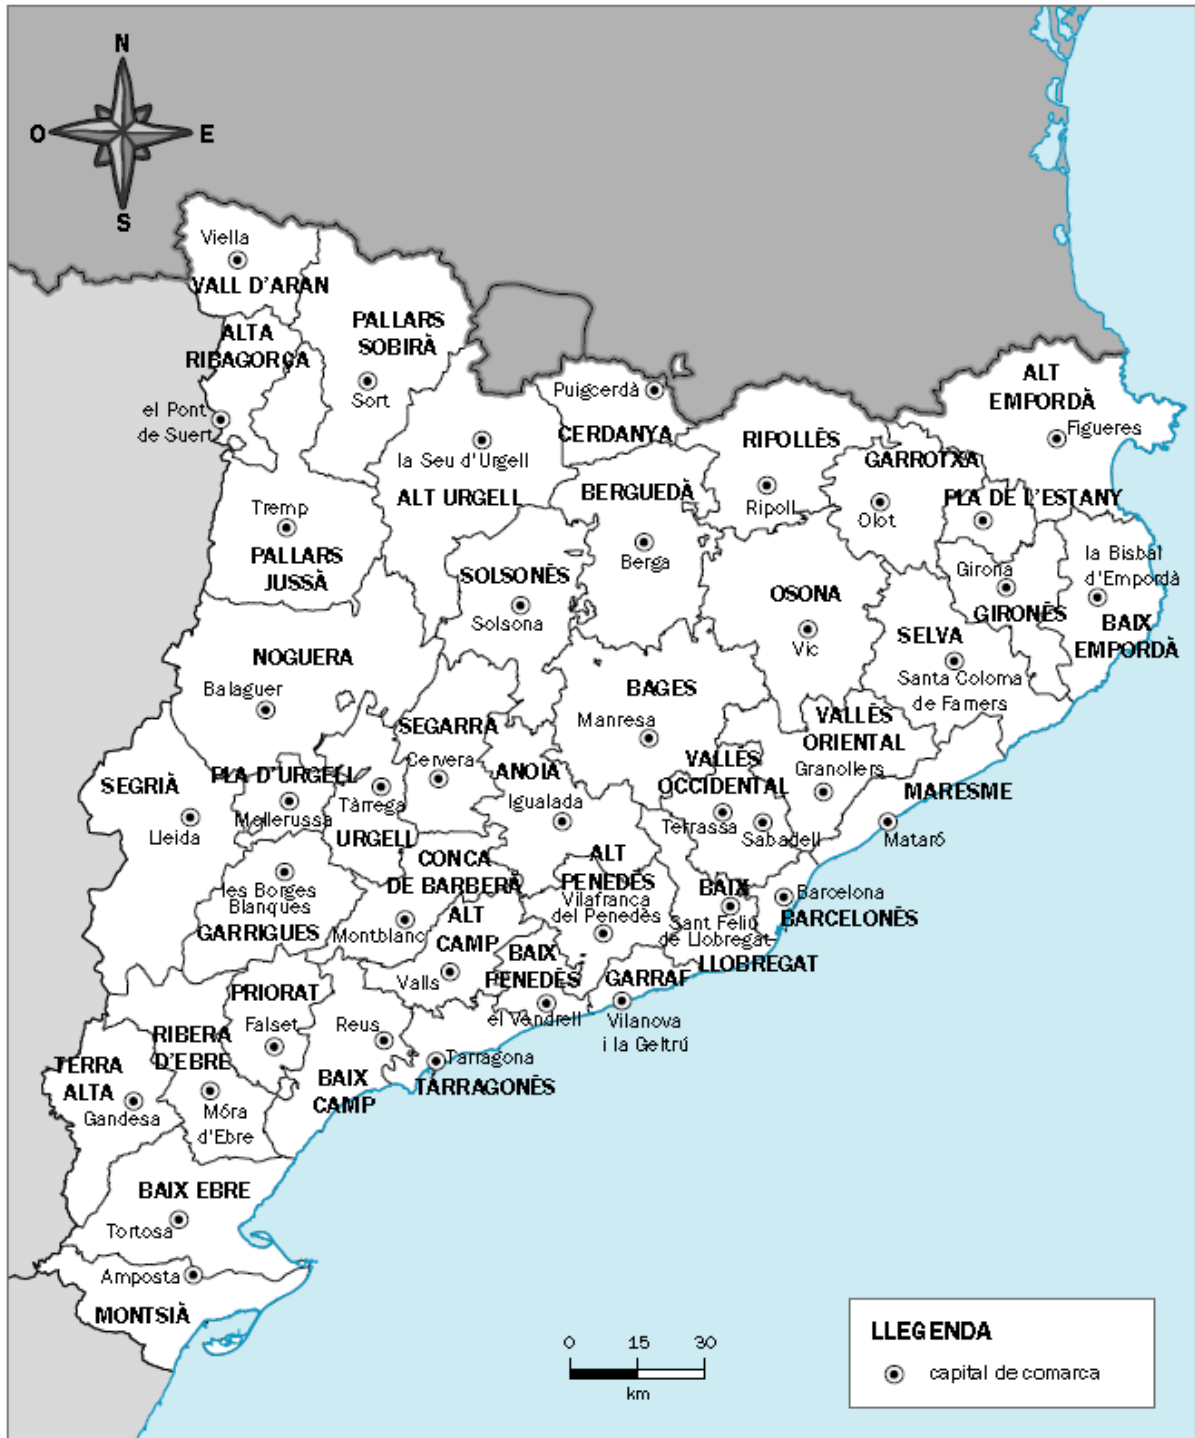 N
O
E
S
Viella
VALL D'ARAN
ALTA
RIBAGORÇA
PALLARS
SOBIRÀ
Sort
el Pont
de Suert
Puigcerdà
CERDANYA
la Seu d'Urgell
ALT URGELL
RIPOLLÈS
Ripoll
ALT
EMPORDÀ
Figueres
GARROTXA
Olot
PLA DE L'ESTANY
BERGUEDÀ
Berga
Tremp
PALLARS
JUSSÀ
SOLSONÈS
Solsona
OSONA
Vic
Girona
GIRONÈS
la Bisbal
d'Empordà
BAIX
EMPORDÀ
SELVA
Santa Coloma
de Farners
NOGUERA
Balaguer
BAGES
Manresa
SEGARRA
Cervera
VALLÈS
ORIENTAL
Granollers
VALLÈS
OCCIDENTAL
Terrassa
Sabadell
ANOIA
Igualada
SEGRIÀ
Lleida
PLA D'URGELL
Mollerussa
Tàrrega
URGELL
MARESME
Mataró
CONCA
DE BARBERÀ
Montblanc
ALT
PENEDÈS
Vilafranca
del Penedès
les Borges
Blanques
GARRIGUES
BAIX
Sant Feliu
de Llobregat
LLOBREGAT
Barcelona
BARCELONÈS
ALT
CAMP
Valls
BAIX
PENEDÈS
el Vendrell
GARRAF
Vilanova
i la Geltrú
PRIORAT
Falset
Reus
BAIX
CAMP
RIBERA
D'EBRE
Móra
d'Ebre
TERRA
ALTA
Gandesa
Tarragona
TARRAGONÈS
BAIX EBRE
Tortosa
Amposta
MONTSIÀ
0 15 30
km
LLEGENDA
capital de comarca